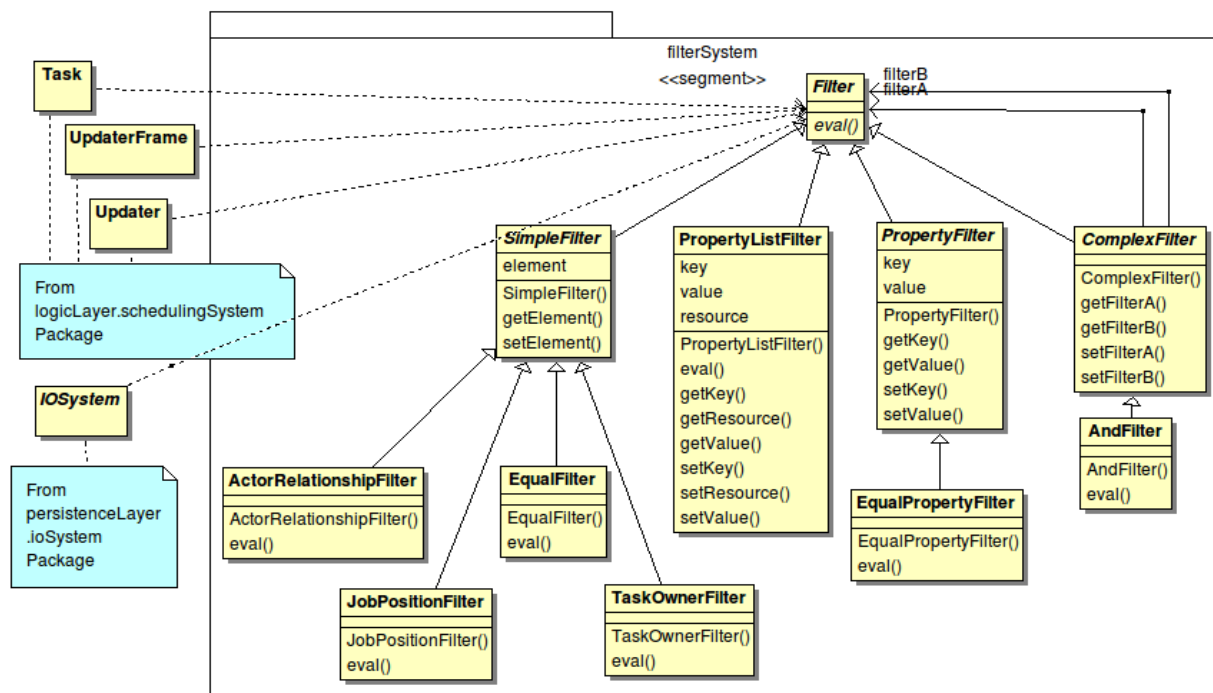 filterSystem
<<segment>>
Task
UpdaterFrame
Updater
From
logicLayer.schedulingSystem
Package
IOSystem
From
persistenceLayer
.ioSystem
Package
Filter
eval()
filterB
filterA
SimpleFilter
element
SimpleFilter()
getElement()
setElement()
PropertyListFilter
key
value
resource
PropertyListFilter()
eval()
getKey()
getResource()
getValue()
setKey()
setResource()
setValue()
PropertyFilter
key
value
PropertyFilter()
getKey()
getValue()
setKey()
setValue()
ComplexFilter
ComplexFilter()
getFilterA()
getFilterB()
setFilterA()
setFilterB()
ActorRelationshipFilter
ActorRelationshipFilter()
eval()
EqualFilter
EqualFilter()
eval()
EqualPropertyFilter
EqualPropertyFilter()
eval()
AndFilter
AndFilter()
eval()
JobPositionFilter
JobPositionFilter()
eval()
TaskOwnerFilter
TaskOwnerFilter()
eval()